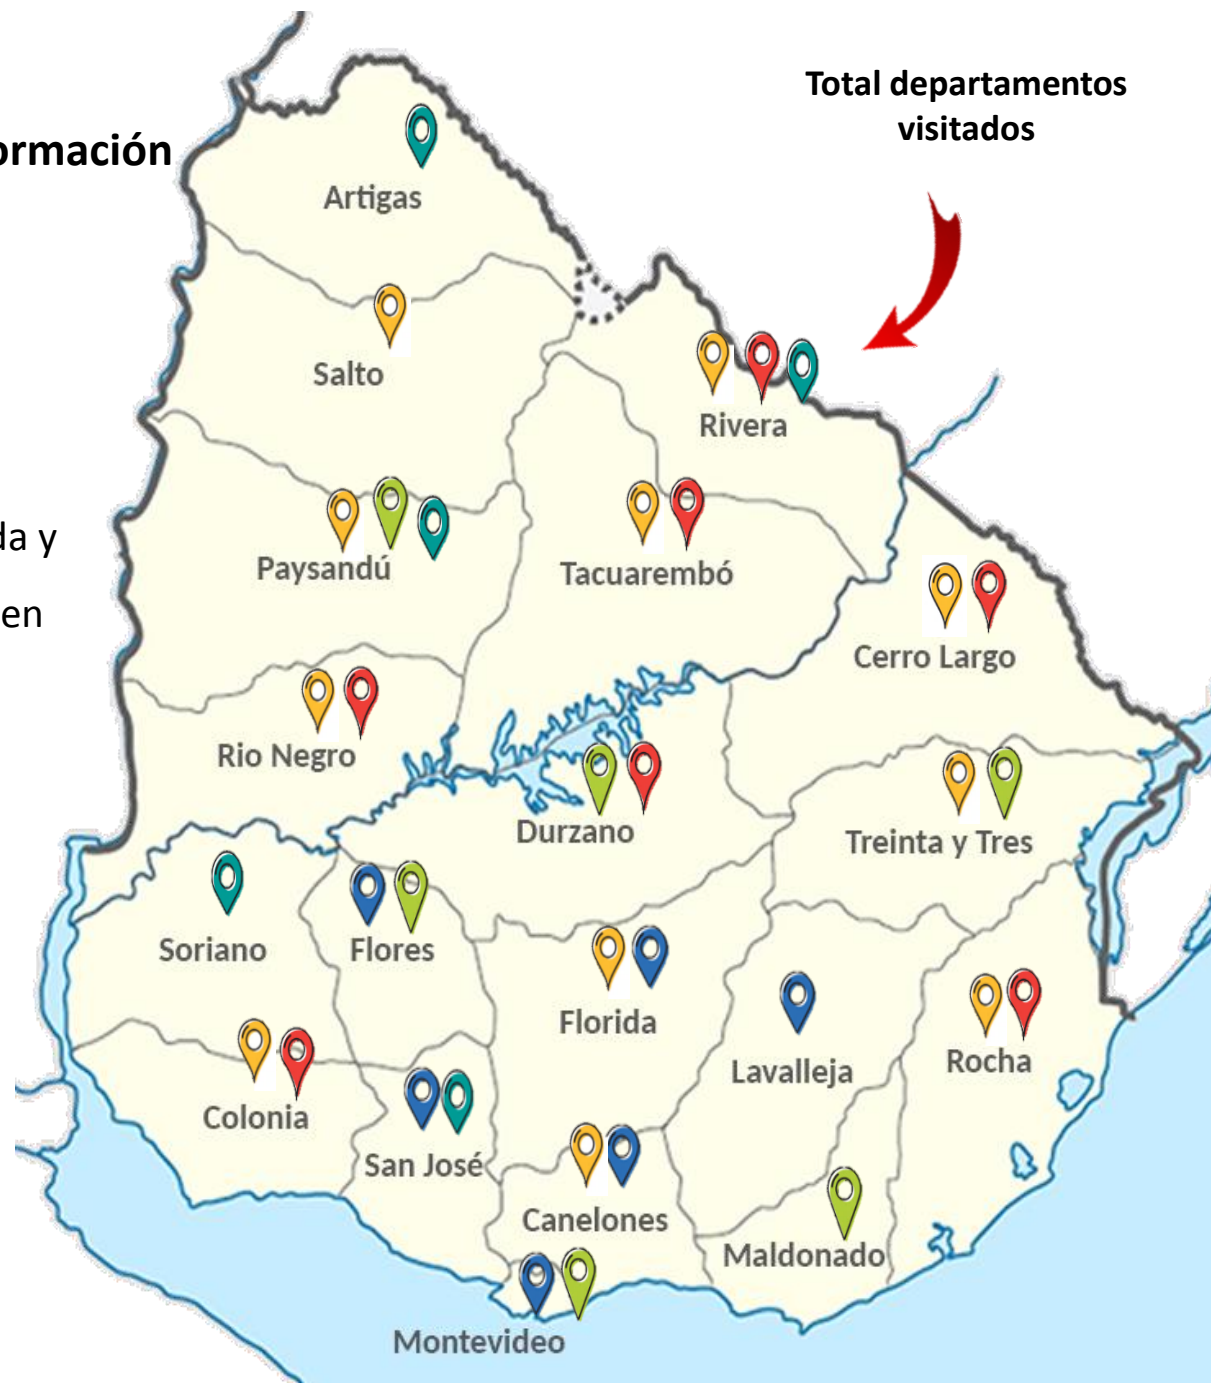 Total departamentos
visitados
ormación
Artigas
Salto
Rivera
da y
Paysandú
Tacuarembó
en
Cerro Largo
Rio Negro
Durzano
Treinta y Tres
Soriano
Flores
Florida
Rocha
Lavalleja
Colonia
San José
Canelones
Maldonado
Montevideo